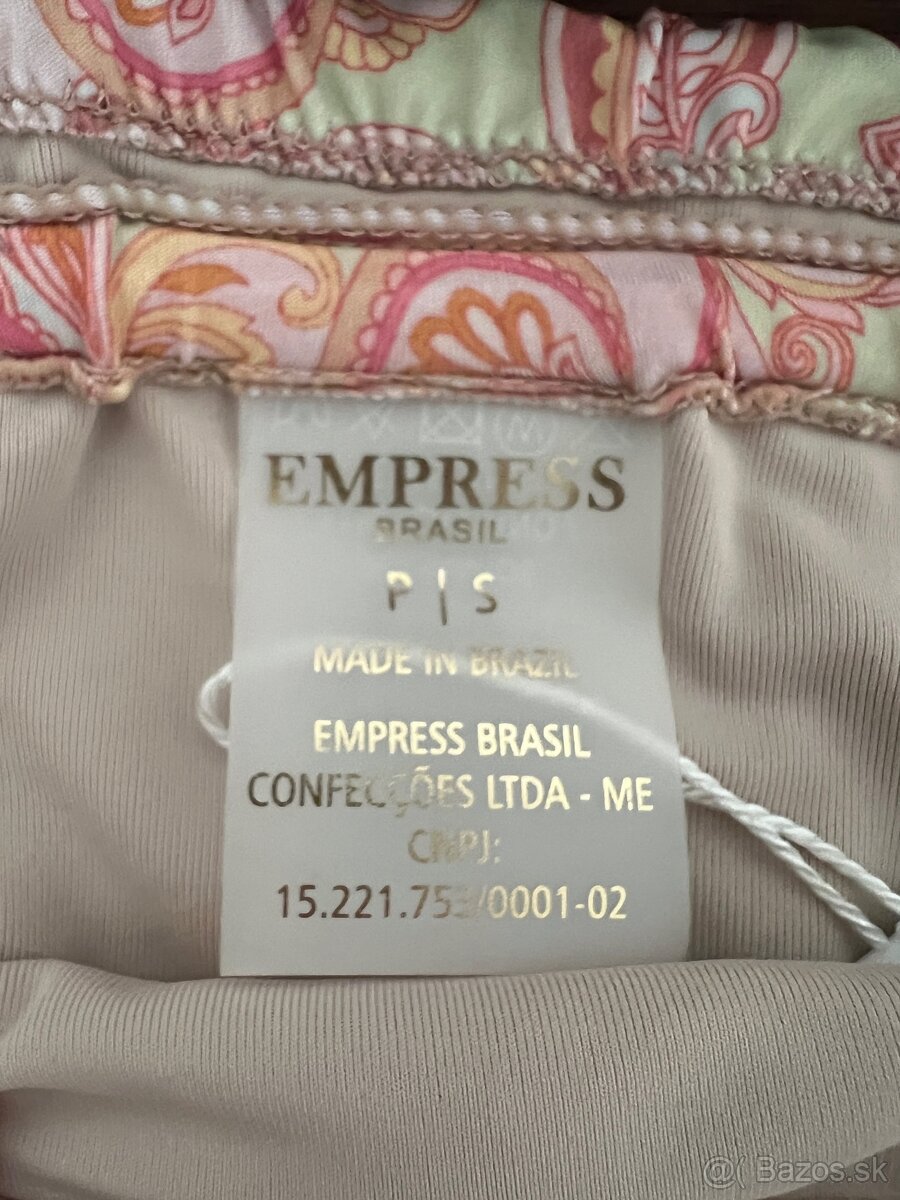 EMPRESS
BRASIL
P | S
MADE IN BRAZIL
EMPRESS BRASIL
CONFECÇÕES LTDA - ME
CNPJ:
15.221.753/0001-02
@( Bazos.sk